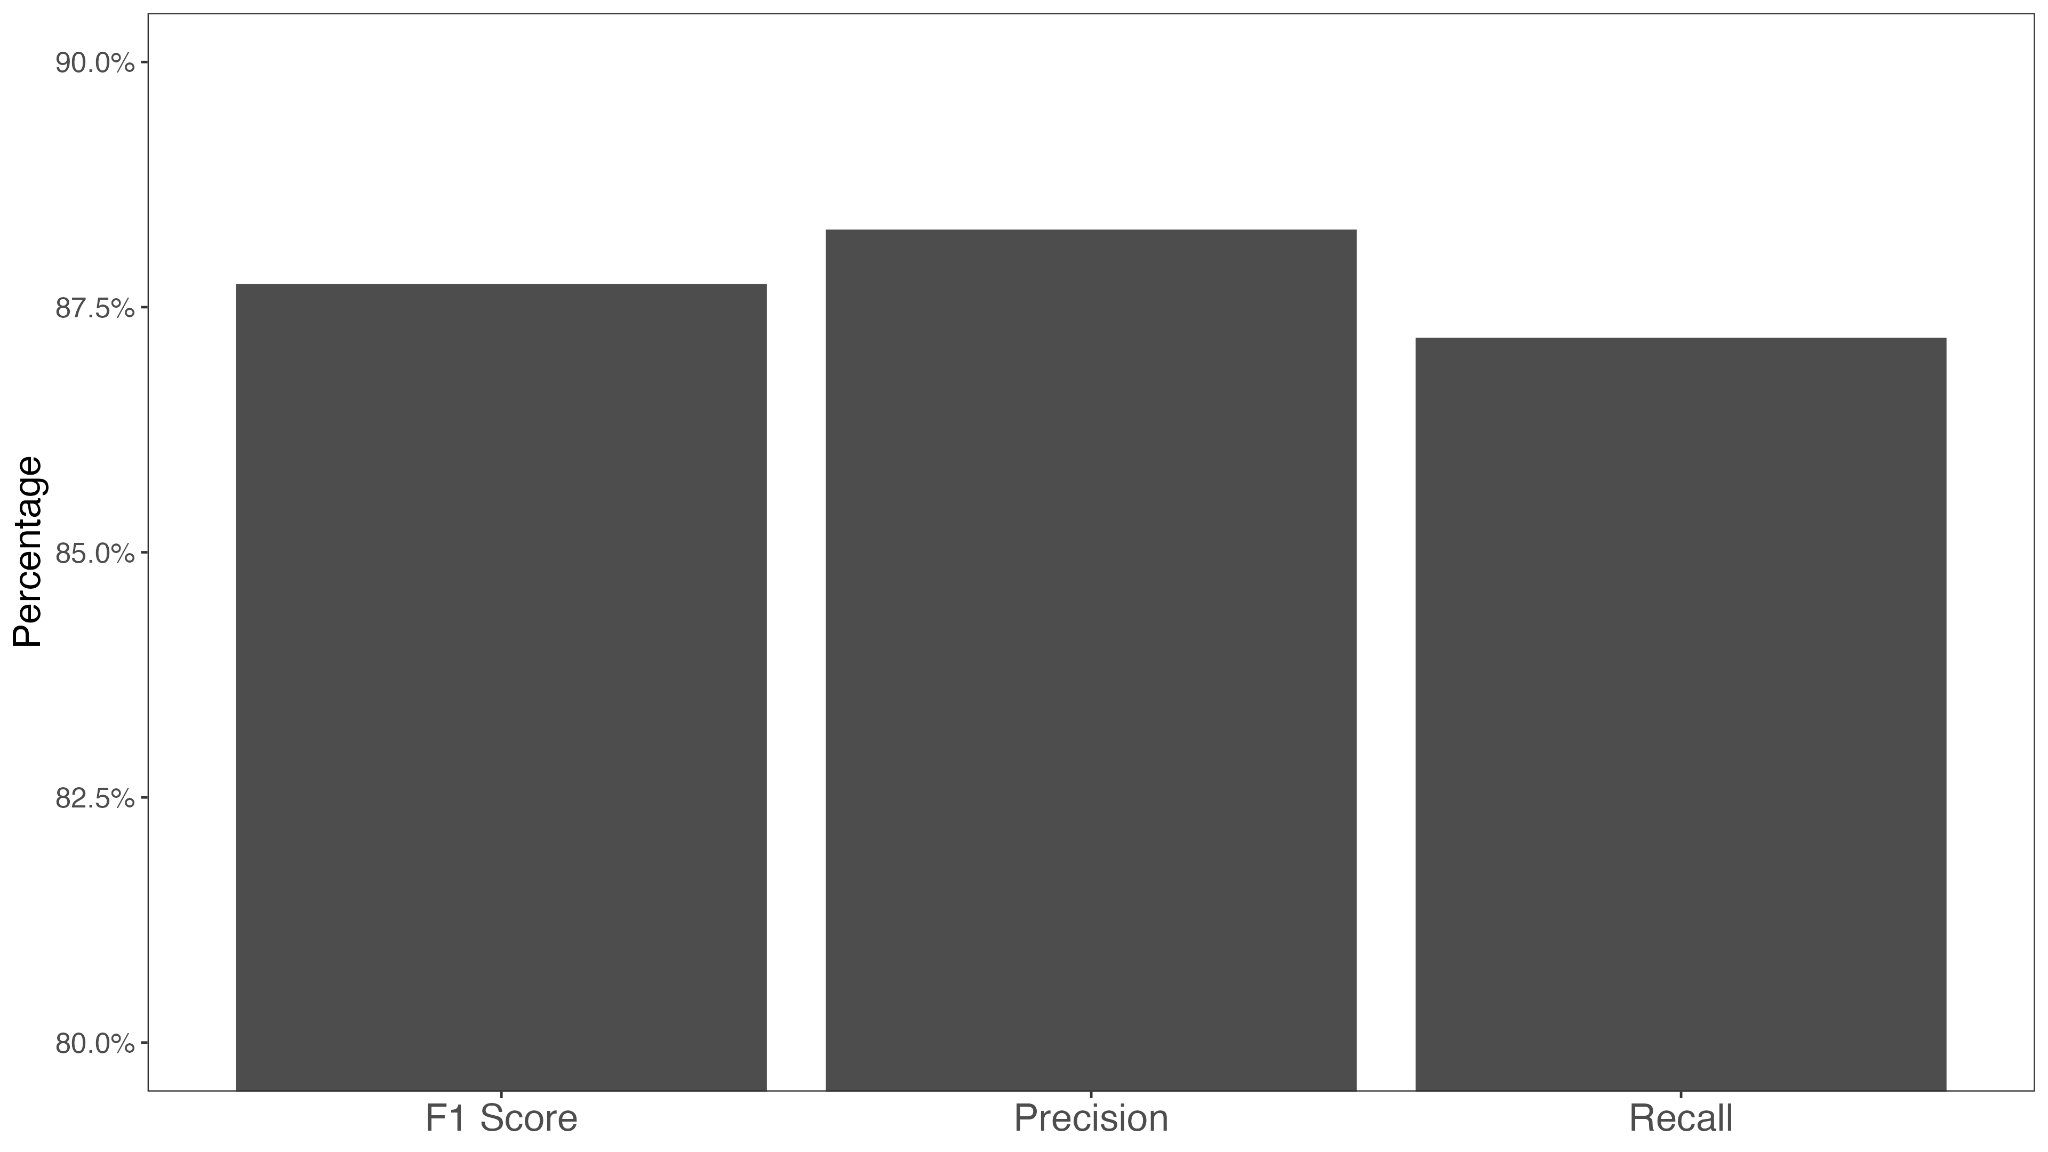 90.0%
87.5%
85.0%
82.5%
80.0%
Percentage
F1 Score
Precision
Recall